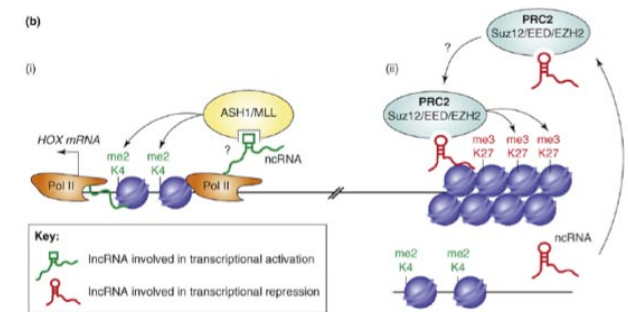 (b)
PRC2
Suz12/EED/EZH2
?
(i)
(ii)
ASH1/MLL
PRC2
Suz12/EED/EZH2
HOX mRNA
me2
K4
me2
K4
?
ncRNA
me3
K27
me3
K27
me3
K27
Pol II
Pol II
Key:
lncRNA involved in transcriptional activation
lncRNA involved in transcriptional repression
ncRNA
me2
K4
me2
K4